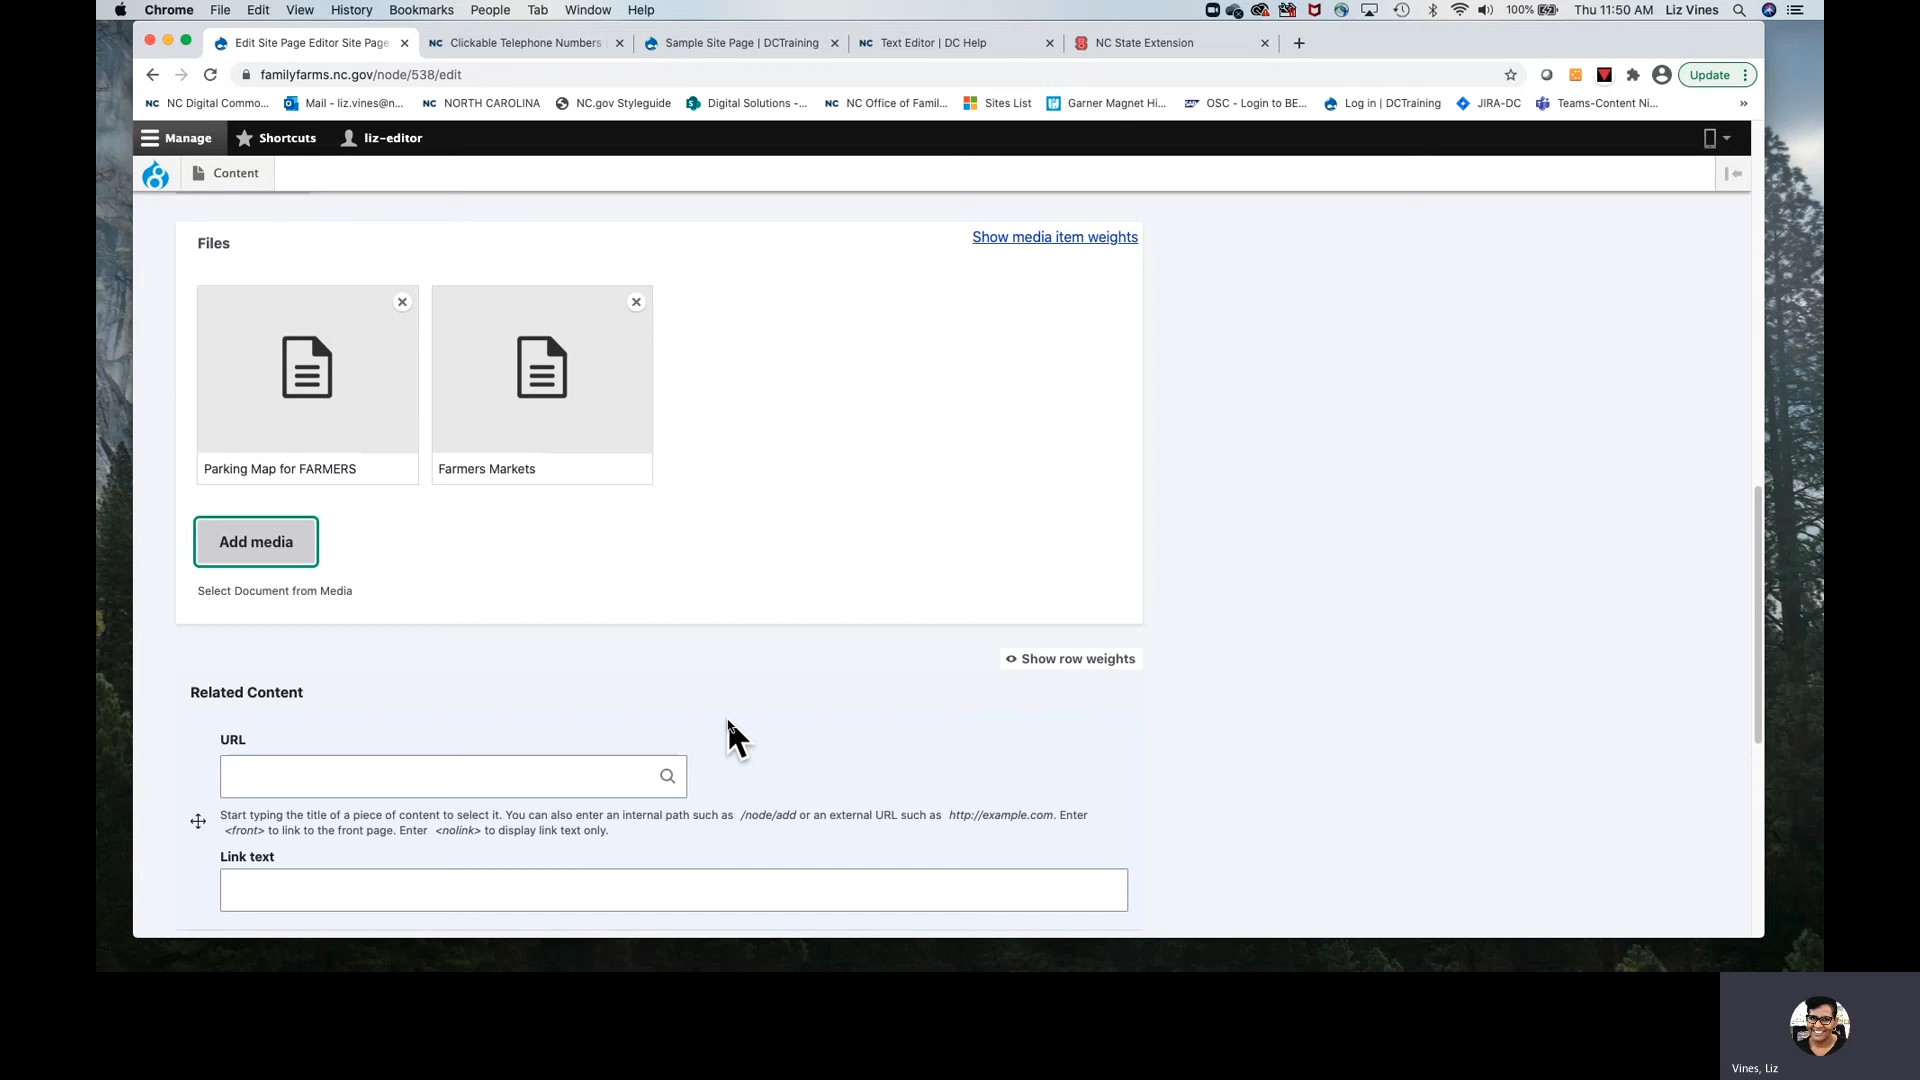 Chrome File Edit View History Bookmarks People Tab Window Help 100% Thu 11:50 AM Liz Vines
Edit Site Page Editor Site Page Clickable Telephone Numbers Sample Site Page | DCTraining NC Text Editor | DC Help NC State Extension
familyfarms.nc.gov/node/538/edit Update
NC Digital Commo... Mail - liz.vines@n... NORTH CAROLINA NC.gov Styleguide Digital Solutions -... NC Office of Famil... Sites List Garner Magnet Hi... OSC - Login to BE... Log in | DCTraining JIRA-DC Teams-Content Ni... »
Manage Shortcuts liz-editor
Content
Files Show media item weights
Parking Map for FARMERS Farmers Markets
Add media
Select Document from Media
Show row weights
Related Content
URL
Start typing the title of a piece of content to select it. You can also enter an internal path such as /node/add or an external URL such as http://example.com. Enter
<front> to link to the front page. Enter <nolink> to display link text only.
Link text
Vines, Liz